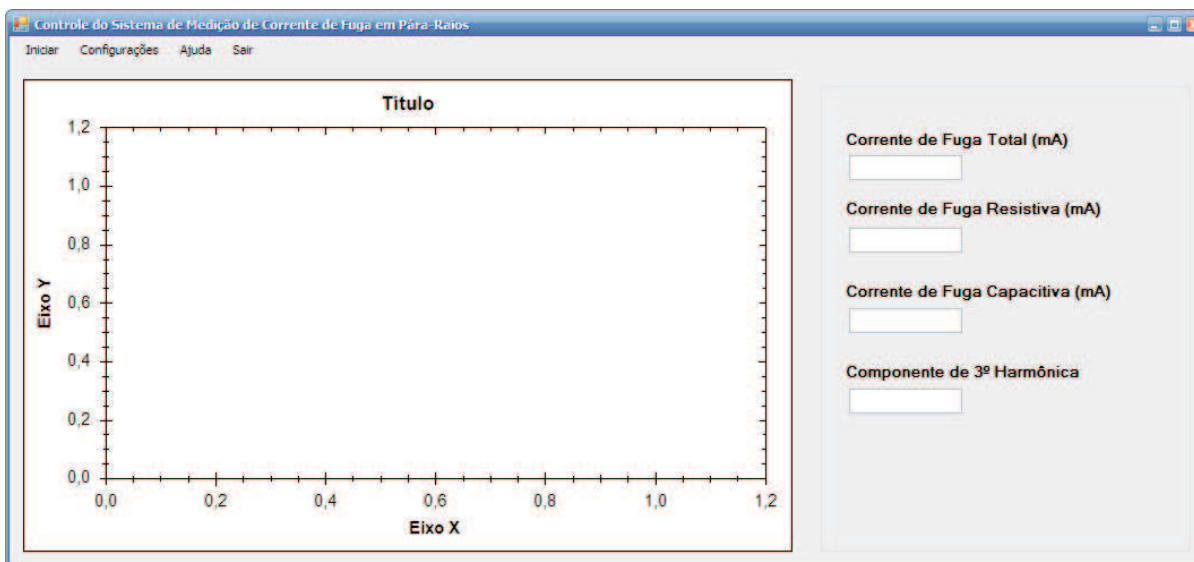 Controle do Sistema de Medição de Corrente de Fuga em Pára-Raios
Iniciar Configurações Ajuda Sair
Titulo
1,2
1,0
0,8
0,6
0,4
0,2
0,0
Eixo Y
0,0 0,2 0,4 0,6 0,8 1,0 1,2
Eixo X
Corrente de Fuga Total (mA)
Corrente de Fuga Resistiva (mA)
Corrente de Fuga Capacitiva (mA)
Componente de 3º Harmônica